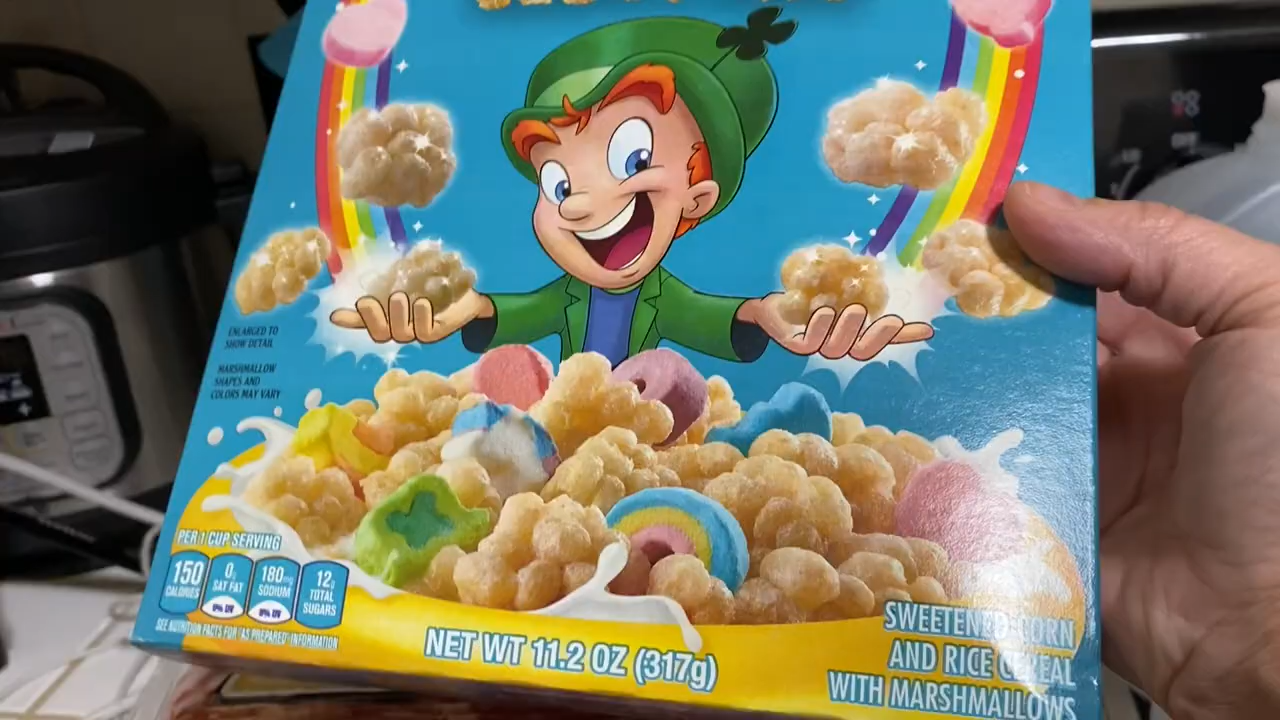 ENLARGED TO
SHOW DETAIL
MARSHMALLOW
SHAPES AND
COLORS MAY VARY
PER 1 CUP SERVING
150
CALORIES
0g
SAT FAT
0% DV
180mg
SODIUM
8% DV
12g
TOTAL
SUGARS
SEE NUTRITION FACTS FOR "AS PREPARED" INFORMATION
NET WT 11.2 OZ (317g)
SWEETENED CORN
AND RICE CEREAL
WITH MARSHMALLOWS